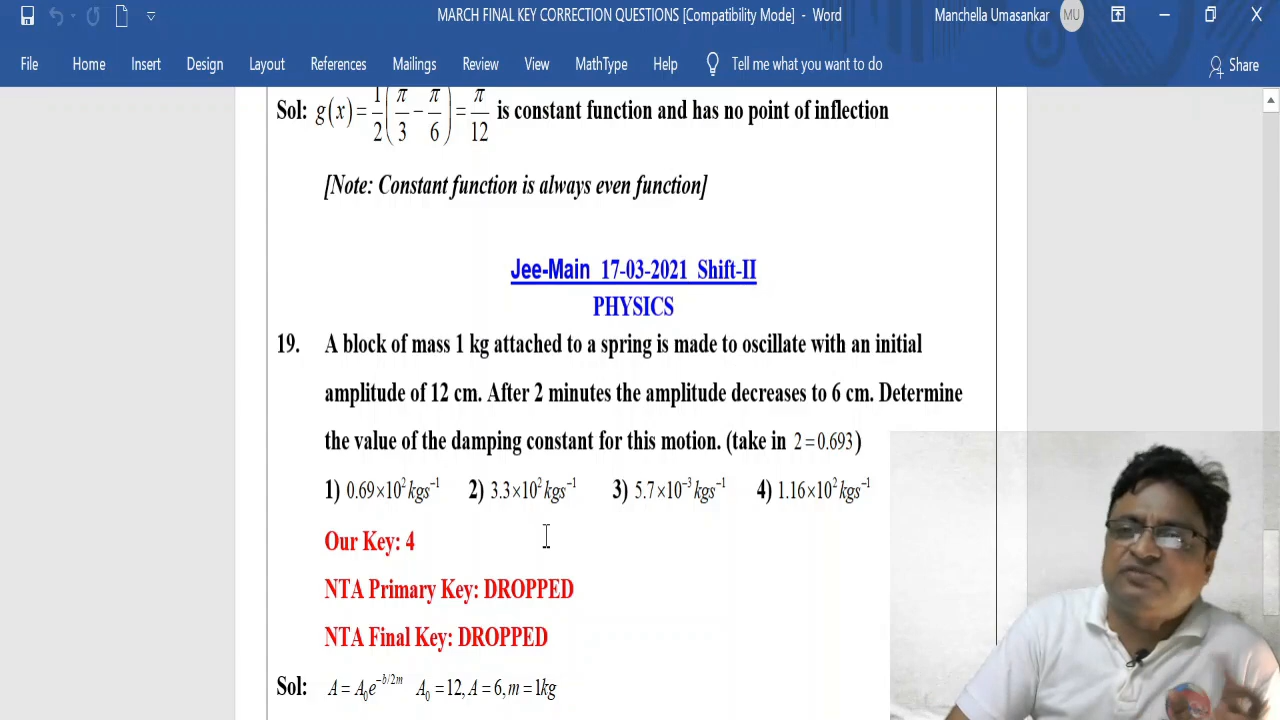 MARCH FINAL KEY CORRECTION QUESTIONS [Compatibility Mode] - Word
Manchella Umasankar MU
File Home Insert Design Layout References Mailings Review View MathType Help Tell me what you want to do
Share
Sol: g(x)=1/2(π/3−π/6)=π/12 is constant function and has no point of inflection
[Note: Constant function is always even function]
Jee-Main 17-03-2021 Shift-II
PHYSICS
19. A block of mass 1 kg attached to a spring is made to oscillate with an initial
amplitude of 12 cm. After 2 minutes the amplitude decreases to 6 cm. Determine
the value of the damping constant for this motion. (take in 2=0.693)
1) 0.69×10² kgs⁻¹ 2) 3.3×10² kgs⁻¹ 3) 5.7×10⁻³ kgs⁻¹ 4) 1.16×10² kgs⁻¹
Our Key: 4
NTA Primary Key: DROPPED
NTA Final Key: DROPPED
Sol: A=A₀e^(−b/2m) A₀=12, A=6, m=1kg